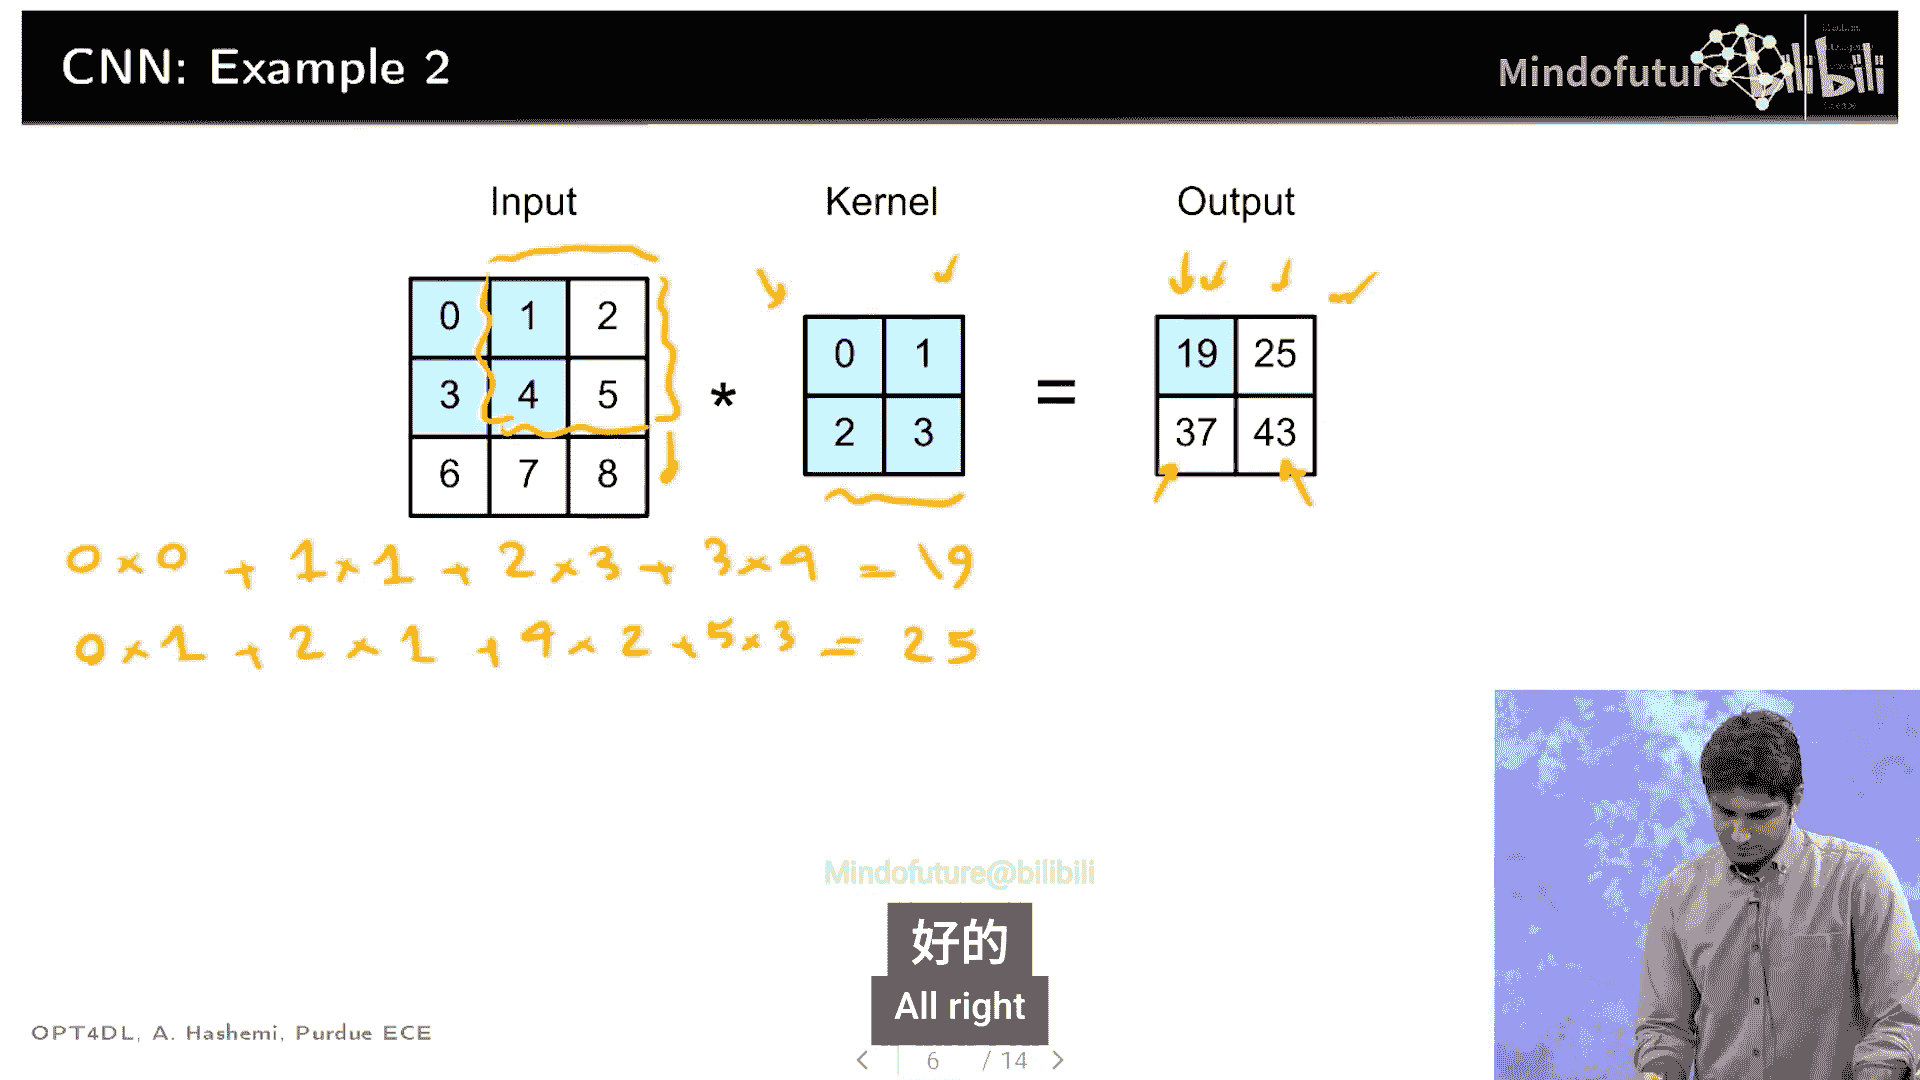 CNN: Example 2
Mindofuture bilibili
Input Kernel Output
0 1 2
3 4 5
6 7 8
*
0 1
2 3
=
19 25
37 43
0 × 0 + 1 × 1 + 2 × 3 + 3 × 4 = 19
0 × 1 + 2 × 1 + 4 × 2 + 5 × 3 = 25
Mindofuture@bilibili
好的
All right
OPT4DL, A. Hashemi, Purdue ECE
6 / 14